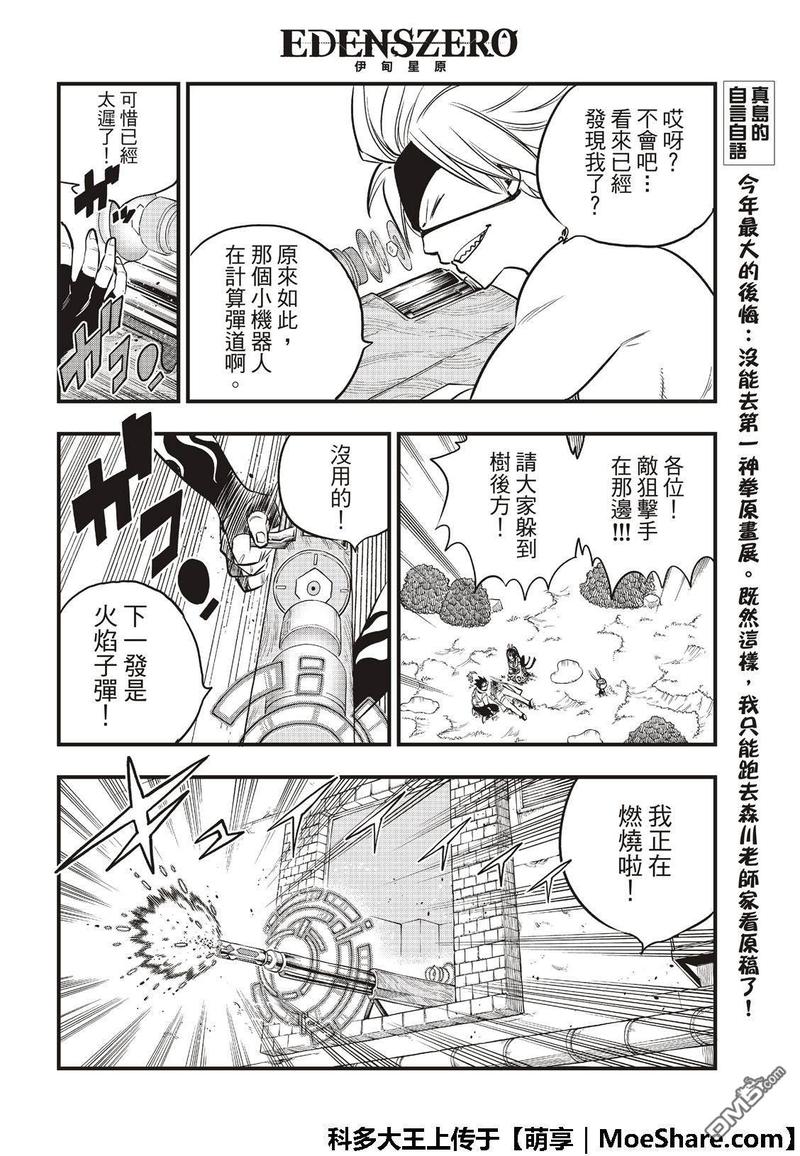 EDENSZERO
伊甸星原
真島的
自言自語
今年最大的後悔：沒能去第一神拳原畫展。既然這樣，我只能跑去森川老師家看原稿了！
哎呀？
不會吧…
看來已經
發現我了？
原來如此，
那個小機器人
在計算彈道啊。
可惜已經
太遲了！
ガキ
ガコン
各位！
敵狙擊手
在那邊!!!
請大家躲到
樹後方！
沒用的！
下一發是
火焰子彈！
我正在
燃燒啦！
科多大王上传于【萌享｜MoeShare.com】